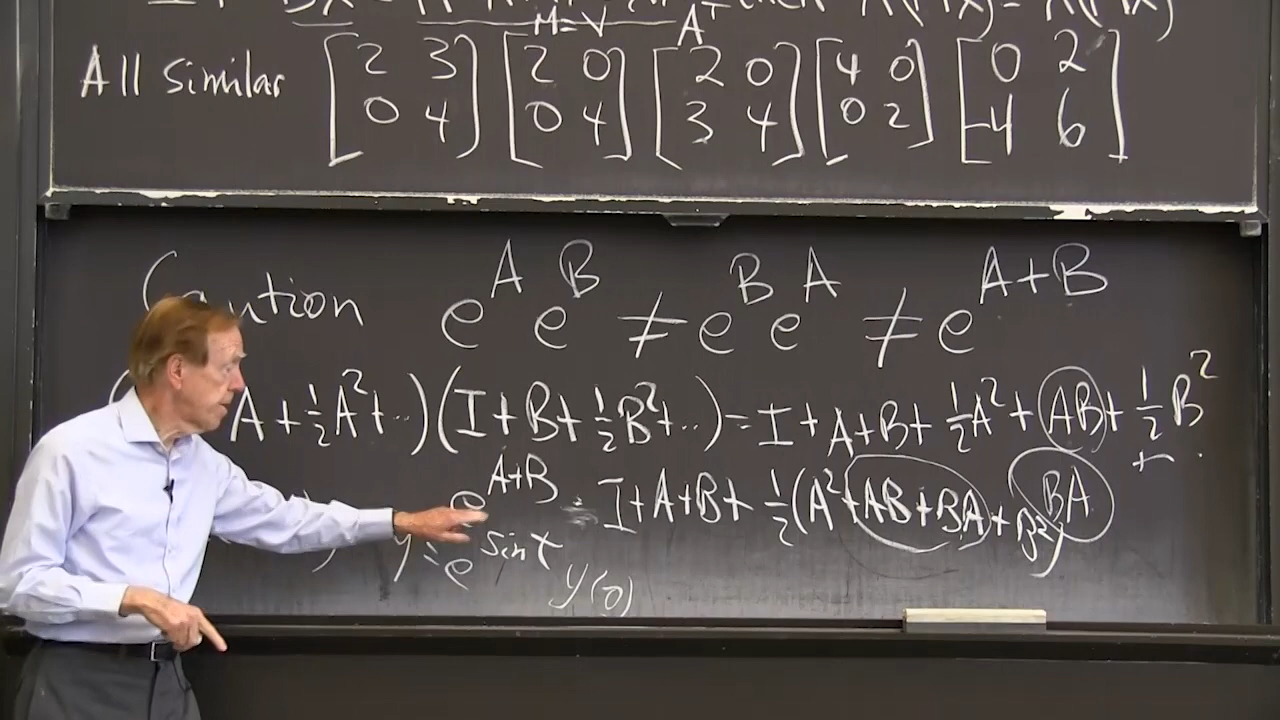 M=V A^T then
All Similar [2 3; 0 4] [2 0; 0 4] [2 0; 3 4] [4 0; 0 2] [0 2; -4 6]
Caution e^A e^B ≠ e^B e^A ≠ e^{A+B}
A + ½A² + ..)(I + B + ½B² + ..) = I + A + B + ½A² + AB + ½B² + ..
e^{A+B} = I + A + B + ½(A² + AB + BA + B²) BA
y = e^{sin t} y(0)